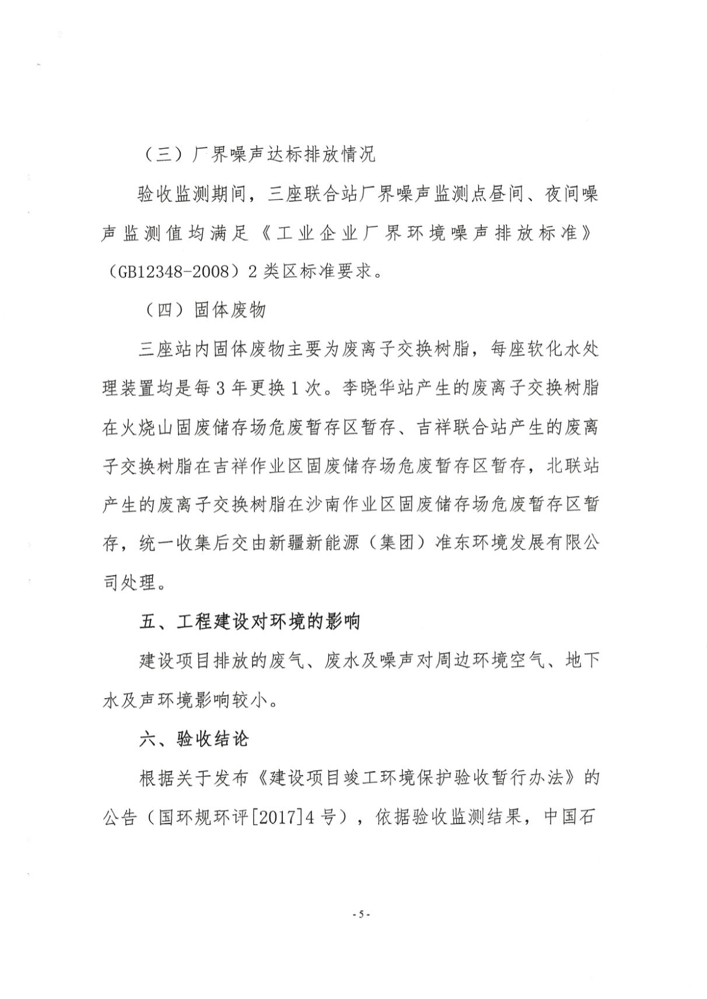 （三）厂界噪声达标排放情况
验收监测期间，三座联合站厂界噪声监测点昼间、夜间噪
声监测值均满足《工业企业厂界环境噪声排放标准》
（GB12348-2008）2类区标准要求。
（四）固体废物
三座站内固体废物主要为废离子交换树脂，每座软化水处
理装置均是每3年更换1次。李晓华站产生的废离子交换树脂
在火烧山固废储存场危废暂存区暂存、吉祥联合站产生的废离
子交换树脂在吉祥作业区固废储存场危废暂存区暂存，北联站
产生的废离子交换树脂在沙南作业区固废储存场危废暂存区暂
存，统一收集后交由新疆新能源（集团）准东环境发展有限公
司处理。
五、工程建设对环境的影响
建设项目排放的废气、废水及噪声对周边环境空气、地下
水及声环境影响较小。
六、验收结论
根据关于发布《建设项目竣工环境保护验收暂行办法》的
公告（国环规环评[2017]4号），依据验收监测结果，中国石
- 5 -